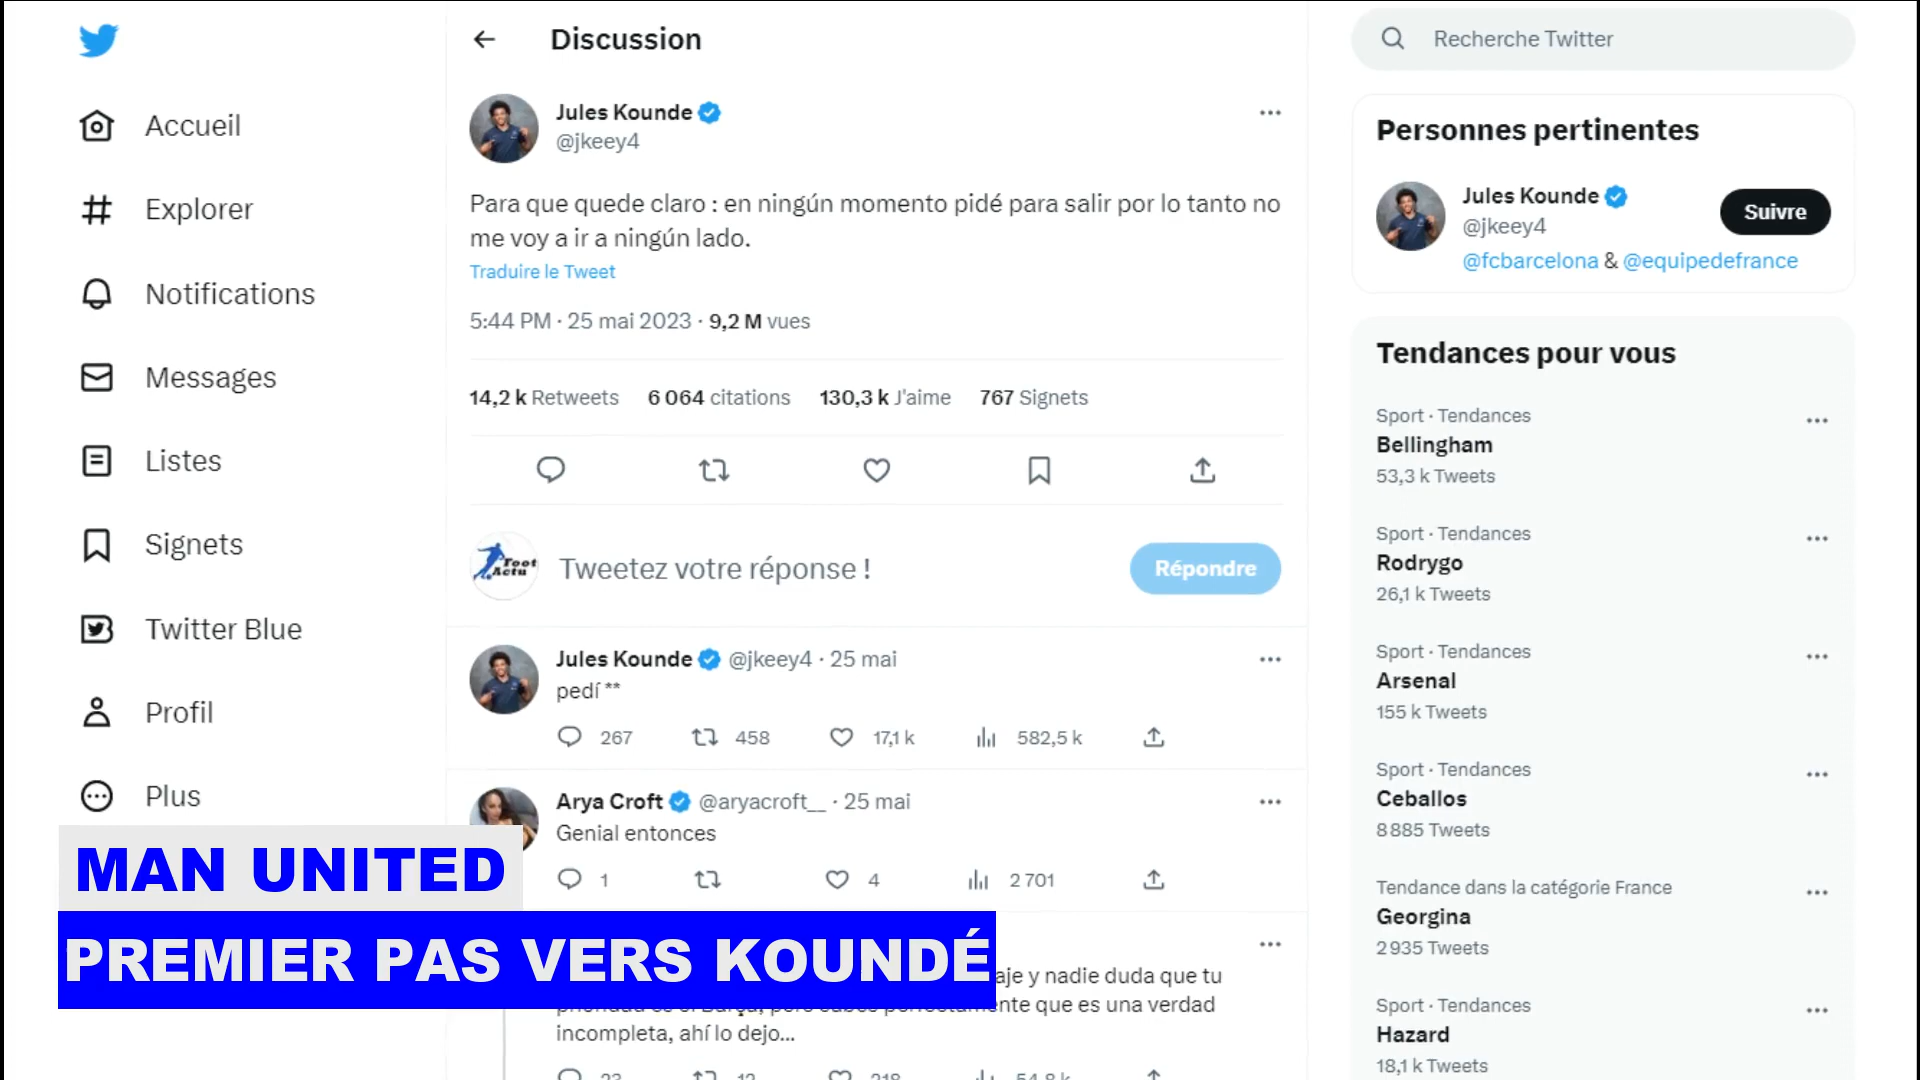 Accueil
Explorer
Notifications
Messages
Listes
Signets
Twitter Blue
Profil
Plus
Discussion
Jules Kounde
@jkeey4
Para que quede claro : en ningún momento pidé para salir por lo tanto no
me voy a ir a ningún lado.
Traduire le Tweet
5:44 PM · 25 mai 2023 · 9,2 M vues
14,2 k Retweets 6 064 citations 130,3 k J'aime 767 Signets
Foot
Actu
Tweetez votre réponse !
Répondre
Jules Kounde @jkeey4 · 25 mai
pedí **
267 458 17,1 k 582,5 k
Arya Croft @aryacroft__ · 25 mai
Genial entonces
1 4 2 701
aje y nadie duda que tu
nte que es una verdad
incompleta, ahí lo dejo...
MAN UNITED
PREMIER PAS VERS KOUNDÉ
Recherche Twitter
Personnes pertinentes
Jules Kounde
@jkeey4
Suivre
@fcbarcelona & @equipedefrance
Tendances pour vous
Sport · Tendances
Bellingham
53,3 k Tweets
Sport · Tendances
Rodrygo
26,1 k Tweets
Sport · Tendances
Arsenal
155 k Tweets
Sport · Tendances
Ceballos
8 885 Tweets
Tendance dans la catégorie France
Georgina
2 935 Tweets
Sport · Tendances
Hazard
18,1 k Tweets